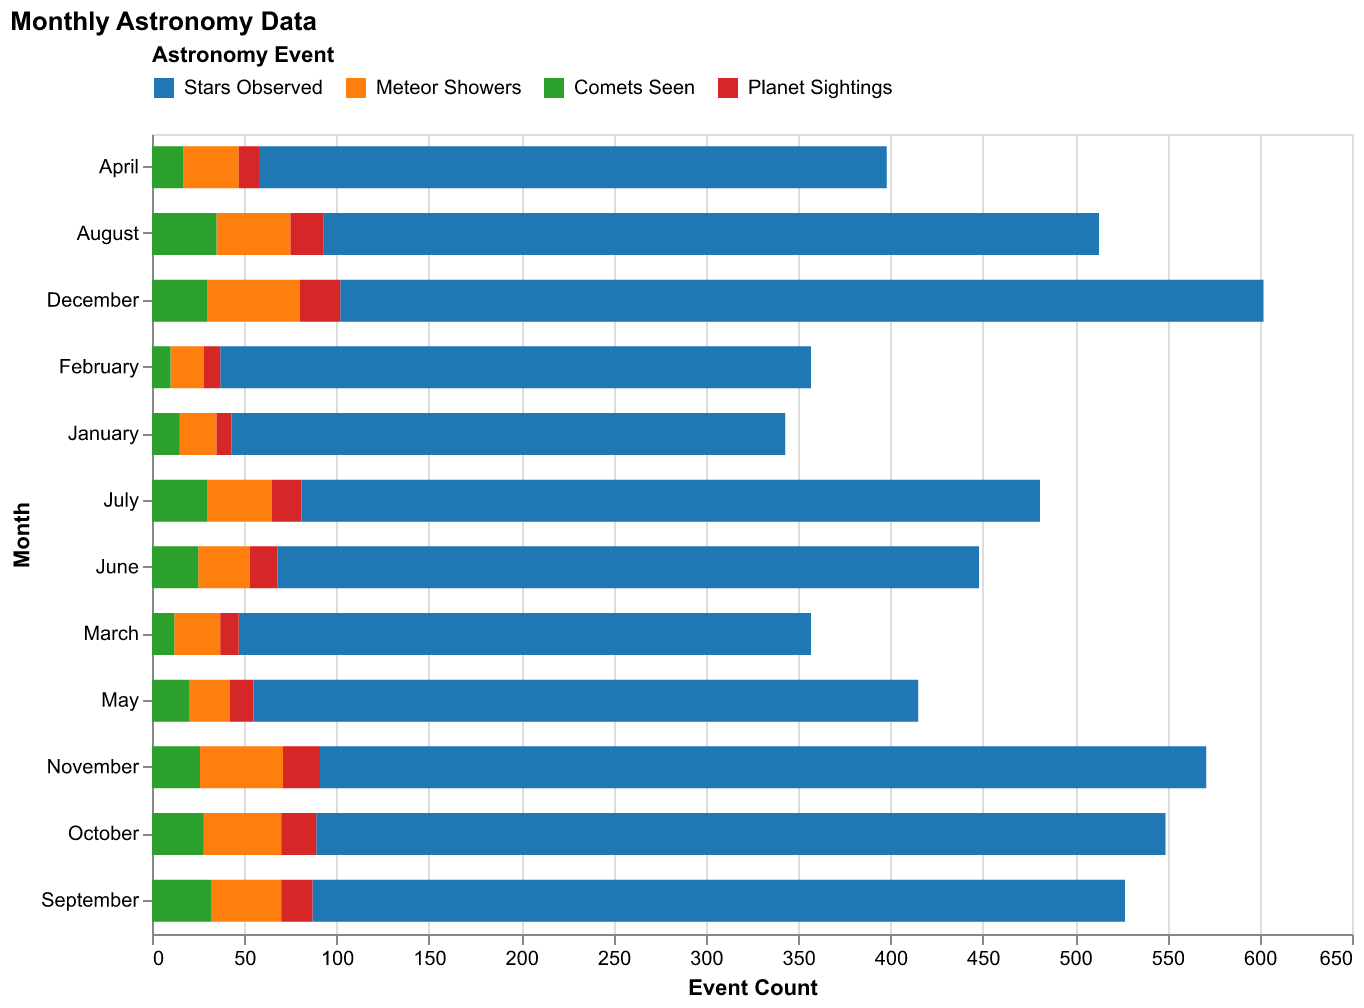 Monthly Astronomy Data
Astronomy Event
Stars Observed Meteor Showers Comets Seen Planet Sightings
April
August
December
February
January
July
June
March
May
November
October
September
Month
0 50 100 150 200 250 300 350 400 450 500 550 600 650
Event Count